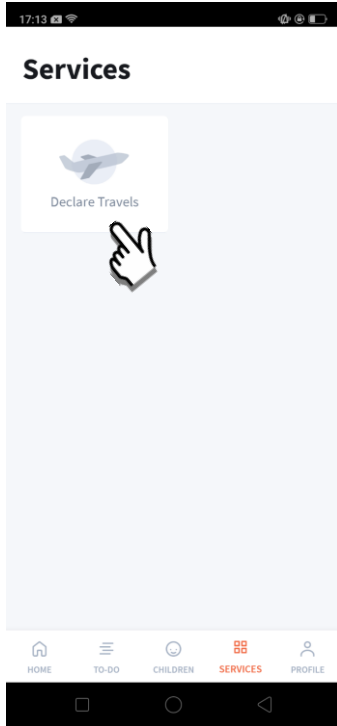 17:13
Services
Declare Travels
HOME TO-DO CHILDREN SERVICES PROFILE